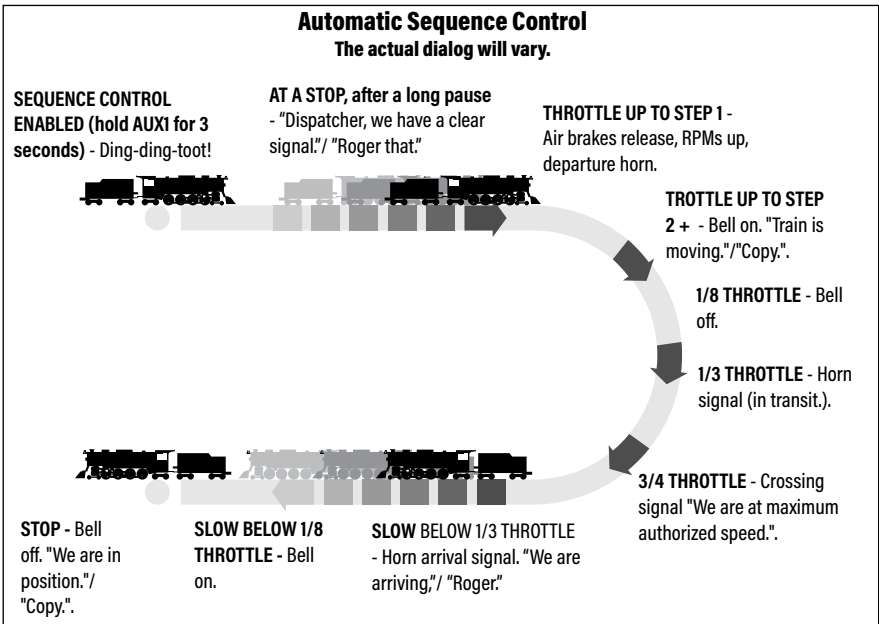 Automatic Sequence Control
The actual dialog will vary.
SEQUENCE CONTROL
ENABLED (hold AUX1 for 3
seconds) - Ding-ding-toot!
AT A STOP, after a long pause
- "Dispatcher, we have a clear
signal."/ "Roger that."
THROTTLE UP TO STEP 1 -
Air brakes release, RPMs up,
departure horn.
TROTTLE UP TO STEP
2 + - Bell on. "Train is
moving."/"Copy.".
1/8 THROTTLE - Bell
off.
1/3 THROTTLE - Horn
signal (in transit.).
3/4 THROTTLE - Crossing
signal "We are at maximum
authorized speed.".
SLOW BELOW 1/3 THROTTLE
- Horn arrival signal. "We are
arriving,"/ "Roger."
SLOW BELOW 1/8
THROTTLE - Bell
on.
STOP - Bell
off. "We are in
position."/
"Copy.".